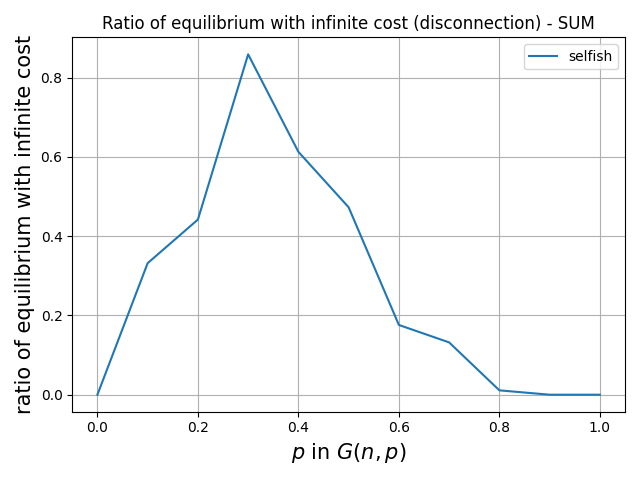 Ratio of equilibrium with infinite cost (disconnection) - SUM
selfish
ratio of equilibrium with infinite cost
0.8
0.6
0.4
0.2
0.0
0.0 0.2 0.4 0.6 0.8 1.0
p in G(n, p)